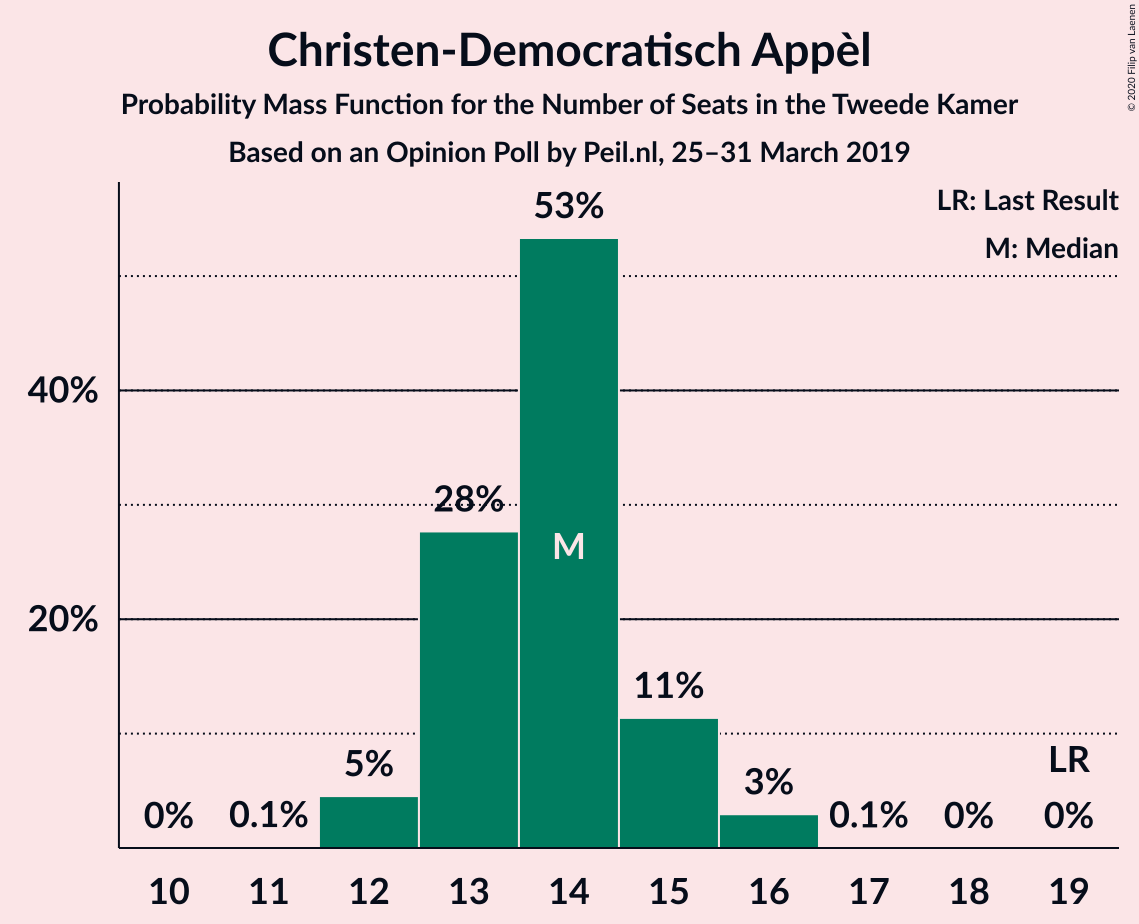 Christen-Democratisch Appèl
Probability Mass Function for the Number of Seats in the Tweede Kamer
Based on an Opinion Poll by Peil.nl, 25–31 March 2019
© 2020 Filip van Laenen
LR: Last Result
M: Median
53%
40%
28%
M
20%
11%
5%
3%
LR
0%
0.1%
0.1%
0%
0%
10 11 12 13 14 15 16 17 18 19